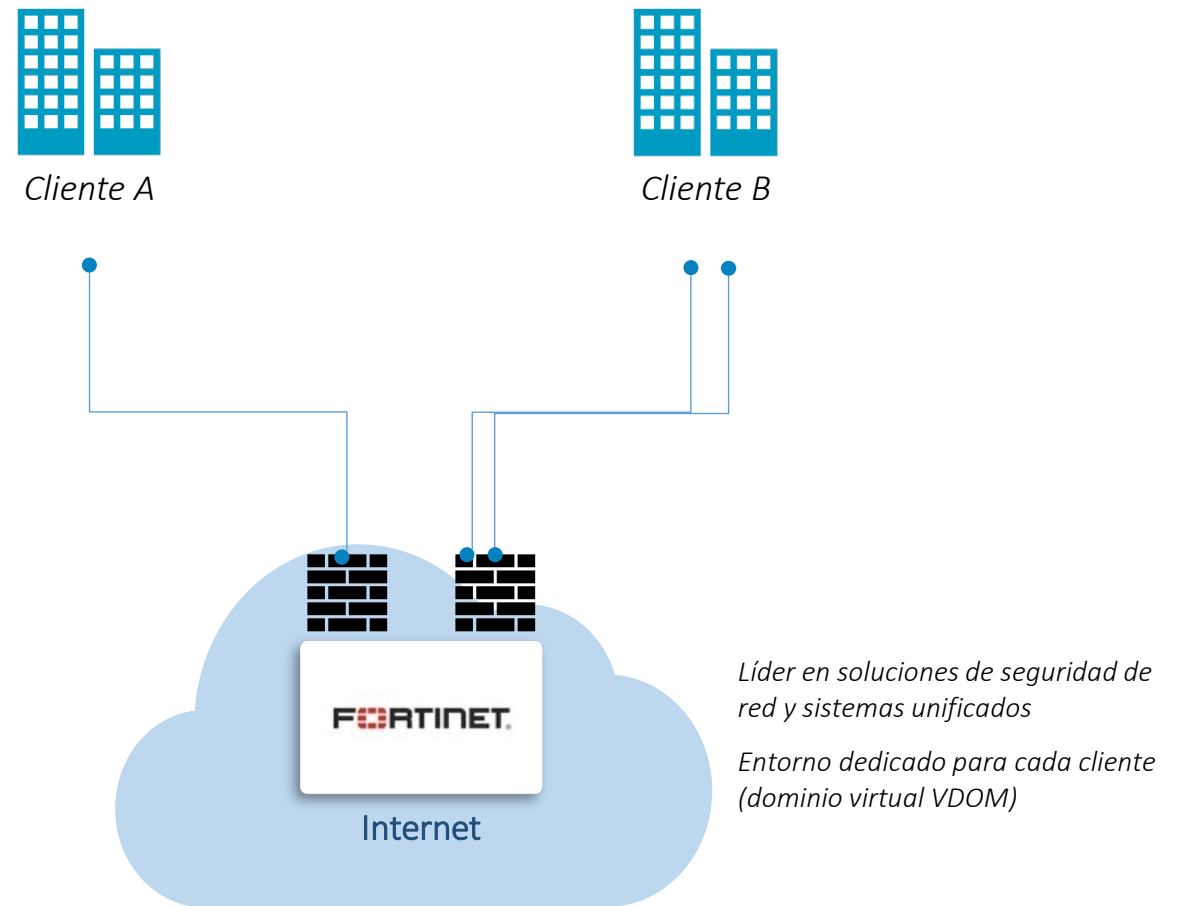 Cliente A
Cliente B
Líder en soluciones de seguridad de
red y sistemas unificados
Entorno dedicado para cada cliente
(dominio virtual VDOM)
FORTINET.
Internet